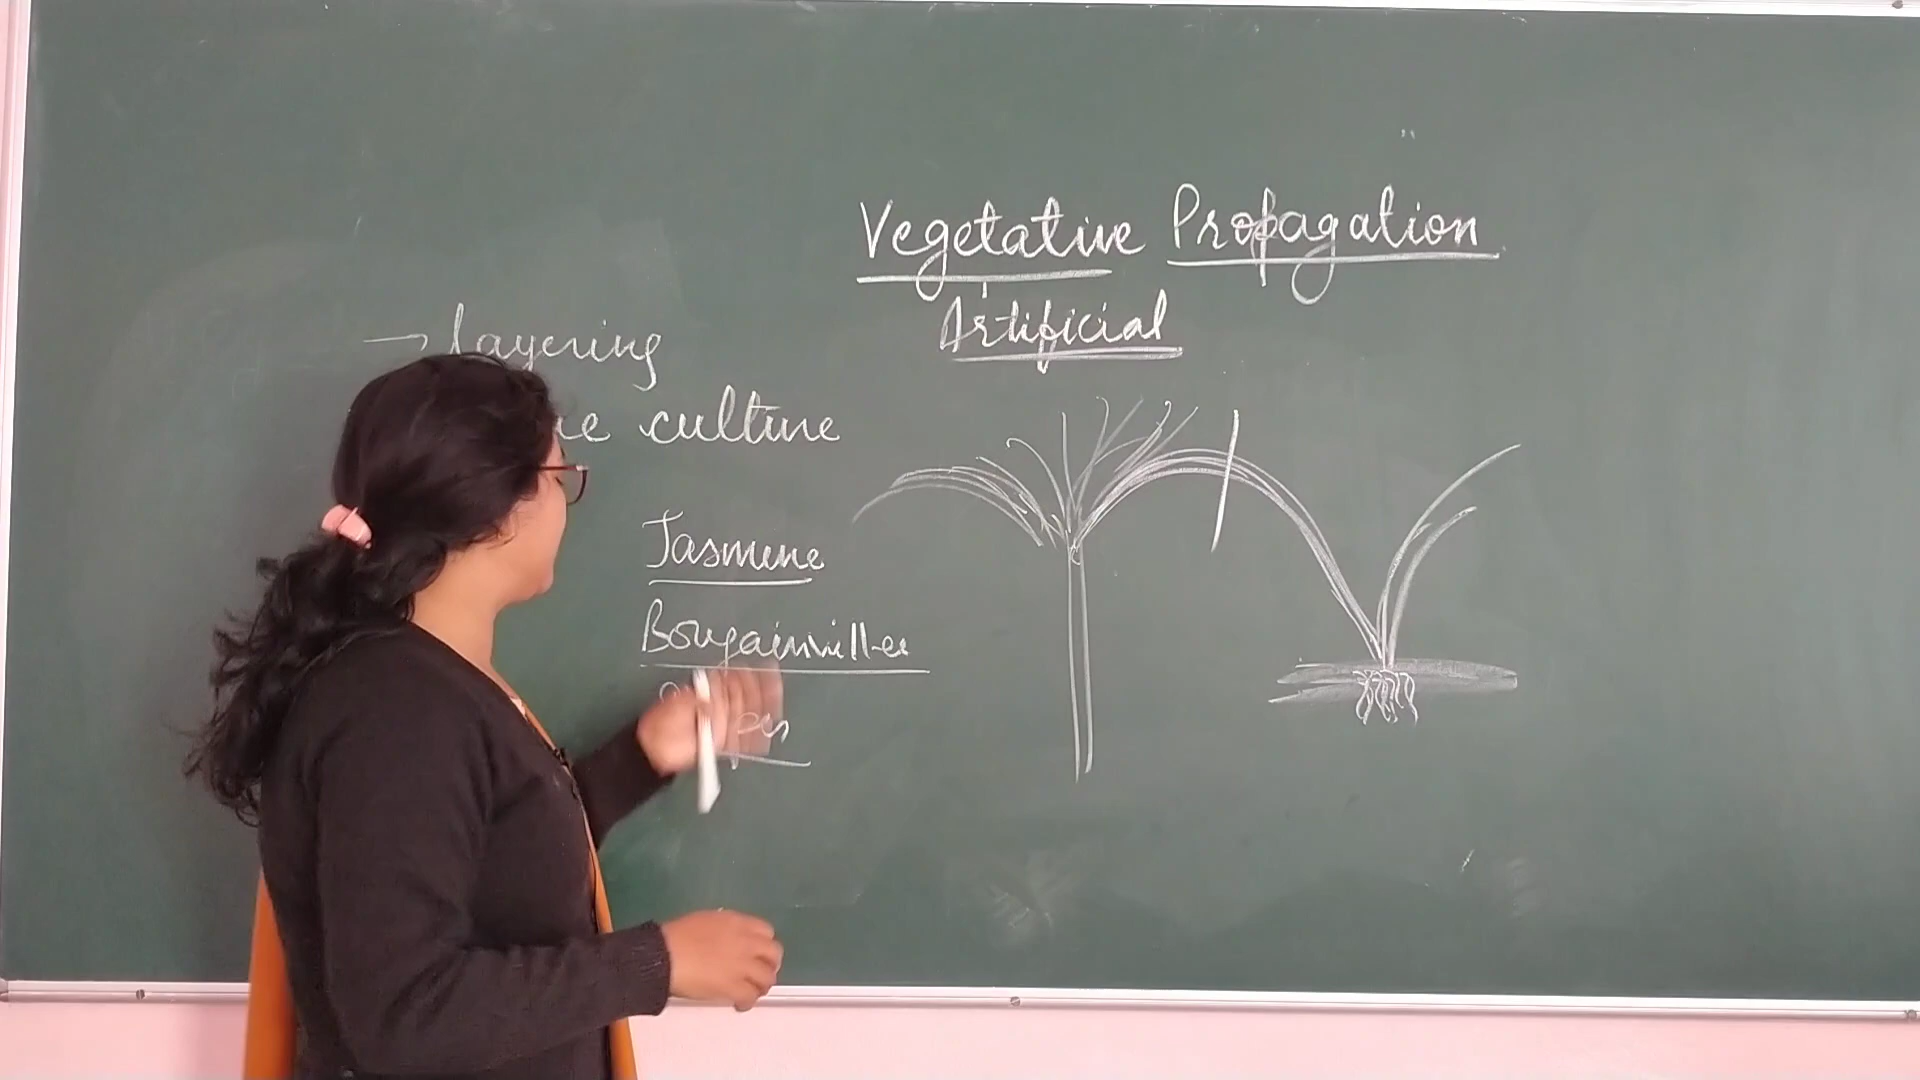 Vegetative Propagation
Artificial
→ layering
culture
Jasmine
Bougainvillea